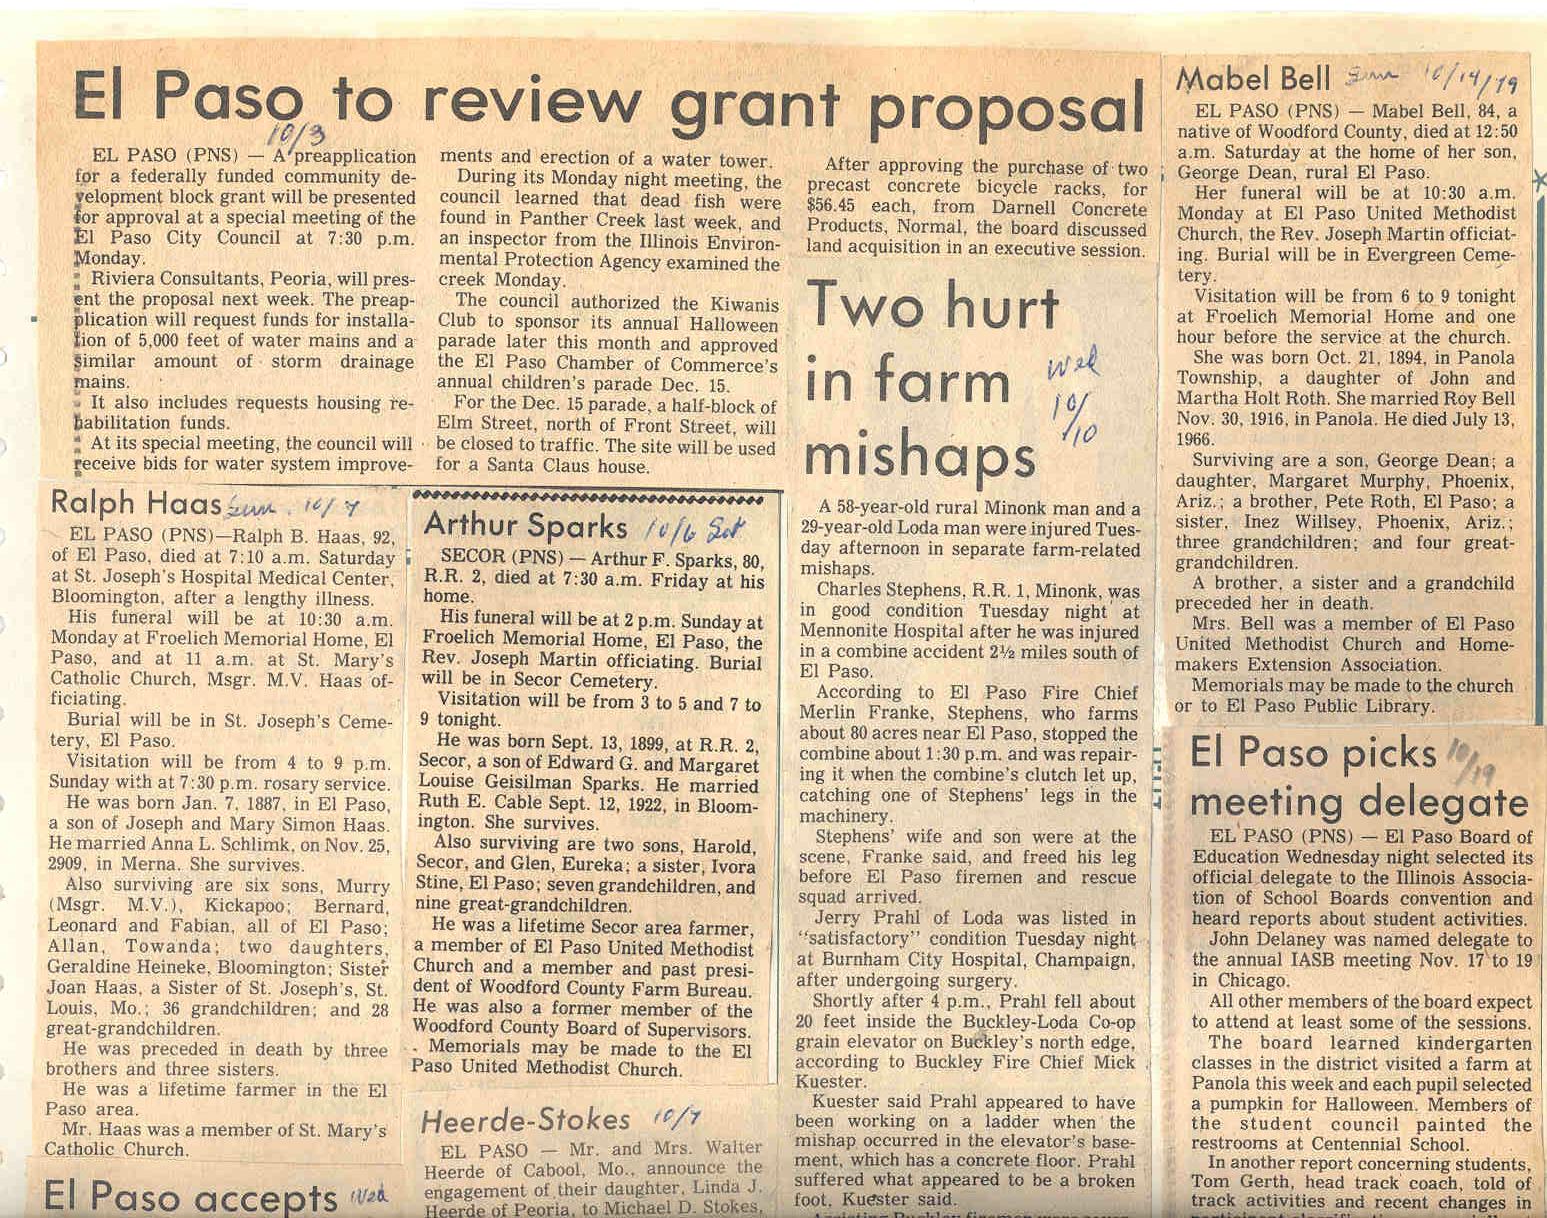 El Paso to review grant proposal
10/3
EL PASO (PNS) — A preapplication
for a federally funded community de-
velopment block grant will be presented
for approval at a special meeting of the
El Paso City Council at 7:30 p.m.
Monday.
Riviera Consultants, Peoria, will pres-
ent the proposal next week. The preap-
plication will request funds for installa-
tion of 5,000 feet of water mains and a
similar amount of storm drainage
mains.
It also includes requests housing re-
habilitation funds.
At its special meeting, the council will
receive bids for water system improve-
ments and erection of a water tower.
During its Monday night meeting, the
council learned that dead fish were
found in Panther Creek last week, and
an inspector from the Illinois Environ-
mental Protection Agency examined the
creek Monday.
The council authorized the Kiwanis
Club to sponsor its annual Halloween
parade later this month and approved
the El Paso Chamber of Commerce's
annual children's parade Dec. 15.
For the Dec. 15 parade, a half-block of
Elm Street, north of Front Street, will
be closed to traffic. The site will be used
for a Santa Claus house.
After approving the purchase of two
precast concrete bicycle racks, for
$56.45 each, from Darnell Concrete
Products, Normal, the board discussed
land acquisition in an executive session.
Ralph Haas Sun. 10/7
EL PASO (PNS)—Ralph B. Haas, 92,
of El Paso, died at 7:10 a.m. Saturday
at St. Joseph's Hospital Medical Center,
Bloomington, after a lengthy illness.
His funeral will be at 10:30 a.m.
Monday at Froelich Memorial Home, El
Paso, and at 11 a.m. at St. Mary's
Catholic Church, Msgr. M.V. Haas of-
ficiating.
Burial will be in St. Joseph's Ceme-
tery, El Paso.
Visitation will be from 4 to 9 p.m.
Sunday with at 7:30 p.m. rosary service.
He was born Jan. 7, 1887, in El Paso,
a son of Joseph and Mary Simon Haas.
He married Anna L. Schlimk, on Nov. 25,
2909, in Merna. She survives.
Also surviving are six sons, Murry
(Msgr. M.V.), Kickapoo; Bernard,
Leonard and Fabian, all of El Paso;
Allan, Towanda; two daughters,
Geraldine Heineke, Bloomington; Sister
Joan Haas, a Sister of St. Joseph's, St.
Louis, Mo.; 36 grandchildren; and 28
great-grandchildren.
He was preceded in death by three
brothers and three sisters.
He was a lifetime farmer in the El
Paso area.
Mr. Haas was a member of St. Mary's
Catholic Church.
El Paso accepts Wed
Arthur Sparks 10/6 Sat
SECOR (PNS) — Arthur F. Sparks, 80,
R.R. 2, died at 7:30 a.m. Friday at his
home.
His funeral will be at 2 p.m. Sunday at
Froelich Memorial Home, El Paso, the
Rev. Joseph Martin officiating. Burial
will be in Secor Cemetery.
Visitation will be from 3 to 5 and 7 to
9 tonight.
He was born Sept. 13, 1899, at R.R. 2,
Secor, a son of Edward G. and Margaret
Louise Geisilman Sparks. He married
Ruth E. Cable Sept. 12, 1922, in Bloom-
ington. She survives.
Also surviving are two sons, Harold,
Secor, and Glen, Eureka; a sister, Ivora
Stine, El Paso; seven grandchildren, and
nine great-grandchildren.
He was a lifetime Secor area farmer,
a member of El Paso United Methodist
Church and a member and past presi-
dent of Woodford County Farm Bureau.
He was also a former member of the
Woodford County Board of Supervisors.
Memorials may be made to the El
Paso United Methodist Church.
Heerde-Stokes 10/7
EL PASO — Mr. and Mrs. Walter
Heerde of Cabool, Mo., announce the
engagement of their daughter, Linda J.
Heerde of Peoria, to Michael D. Stokes,
Two hurt
in farm
mishaps
Wed
10/
/10
A 58-year-old rural Minonk man and a
29-year-old Loda man were injured Tues-
day afternoon in separate farm-related
mishaps.
Charles Stephens, R.R. 1, Minonk, was
in good condition Tuesday night at
Mennonite Hospital after he was injured
in a combine accident 2½ miles south of
El Paso.
According to El Paso Fire Chief
Merlin Franke, Stephens, who farms
about 80 acres near El Paso, stopped the
combine about 1:30 p.m. and was repair-
ing it when the combine's clutch let up,
catching one of Stephens' legs in the
machinery.
Stephens' wife and son were at the
scene, Franke said, and freed his leg
before El Paso firemen and rescue
squad arrived.
Jerry Prahl of Loda was listed in
"satisfactory" condition Tuesday night
at Burnham City Hospital, Champaign,
after undergoing surgery.
Shortly after 4 p.m., Prahl fell about
20 feet inside the Buckley-Loda Co-op
grain elevator on Buckley's north edge,
according to Buckley Fire Chief Mick
Kuester.
Kuester said Prahl appeared to have
been working on a ladder when the
mishap occurred in the elevator's base-
ment, which has a concrete floor. Prahl
suffered what appeared to be a broken
foot, Kuester said.
Mabel Bell Sun 10/14/79
EL PASO (PNS) — Mabel Bell, 84, a
native of Woodford County, died at 12:50
a.m. Saturday at the home of her son,
George Dean, rural El Paso.
Her funeral will be at 10:30 a.m.
Monday at El Paso United Methodist
Church, the Rev. Joseph Martin officiat-
ing. Burial will be in Evergreen Ceme-
tery.
Visitation will be from 6 to 9 tonight
at Froelich Memorial Home and one
hour before the service at the church.
She was born Oct. 21, 1894, in Panola
Township, a daughter of John and
Martha Holt Roth. She married Roy Bell
Nov. 30, 1916, in Panola. He died July 13,
1966.
Surviving are a son, George Dean; a
daughter, Margaret Murphy, Phoenix,
Ariz.; a brother, Pete Roth, El Paso; a
sister, Inez Willsey, Phoenix, Ariz.;
three grandchildren; and four great-
grandchildren.
A brother, a sister and a grandchild
preceded her in death.
Mrs. Bell was a member of El Paso
United Methodist Church and Home-
makers Extension Association.
Memorials may be made to the church
or to El Paso Public Library.
El Paso picks 10/19
meeting delegate
EL PASO (PNS) — El Paso Board of
Education Wednesday night selected its
official delegate to the Illinois Associa-
tion of School Boards convention and
heard reports about student activities.
John Delaney was named delegate to
the annual IASB meeting Nov. 17 to 19
in Chicago.
All other members of the board expect
to attend at least some of the sessions.
The board learned kindergarten
classes in the district visited a farm at
Panola this week and each pupil selected
a pumpkin for Halloween. Members of
the student council painted the
restrooms at Centennial School.
In another report concerning students,
Tom Gerth, head track coach, told of
track activities and recent changes in